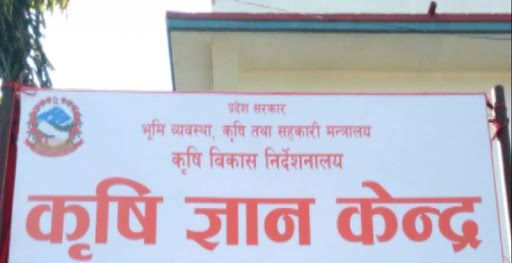 प्रदेश सरकार
भूमि व्यवस्था, कृषि तथा सहकारी मन्त्रालय
कृषि विकास निर्देशनालय
कृषि ज्ञान केन्द्र